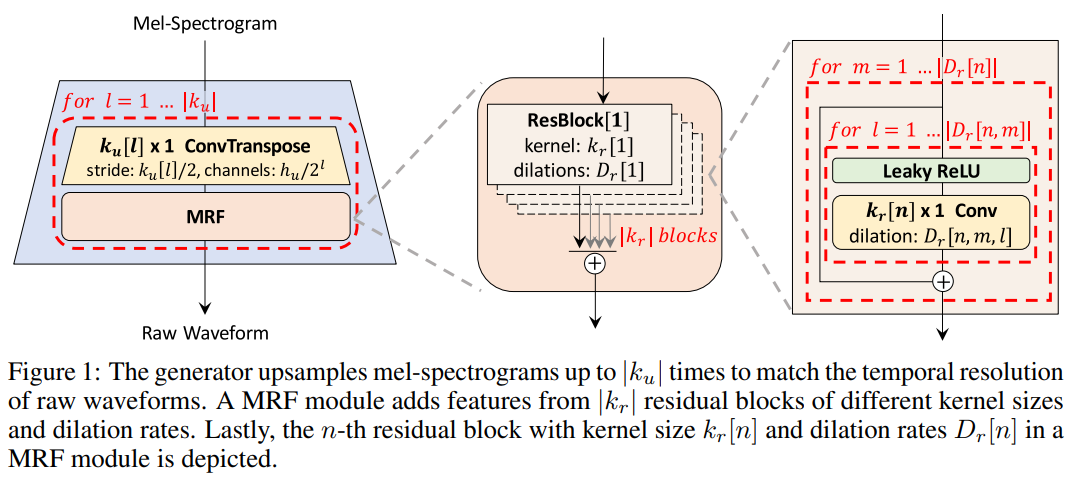 Mel-Spectrogram
for l = 1 … |k_u|
k_u[l] x 1 ConvTranspose
stride: k_u[l]/2, channels: h_u/2^l
MRF
Raw Waveform
ResBlock[1]
kernel: k_r[1]
dilations: D_r[1]
|k_r| blocks
+
for m = 1 …|D_r[n]|
for l = 1 …|D_r[n, m]|
Leaky ReLU
k_r[n] x 1 Conv
dilation: D_r[n, m, l]
+
Figure 1: The generator upsamples mel-spectrograms up to |k_u| times to match the temporal resolution
of raw waveforms. A MRF module adds features from |k_r| residual blocks of different kernel sizes
and dilation rates. Lastly, the n-th residual block with kernel size k_r[n] and dilation rates D_r[n] in a
MRF module is depicted.